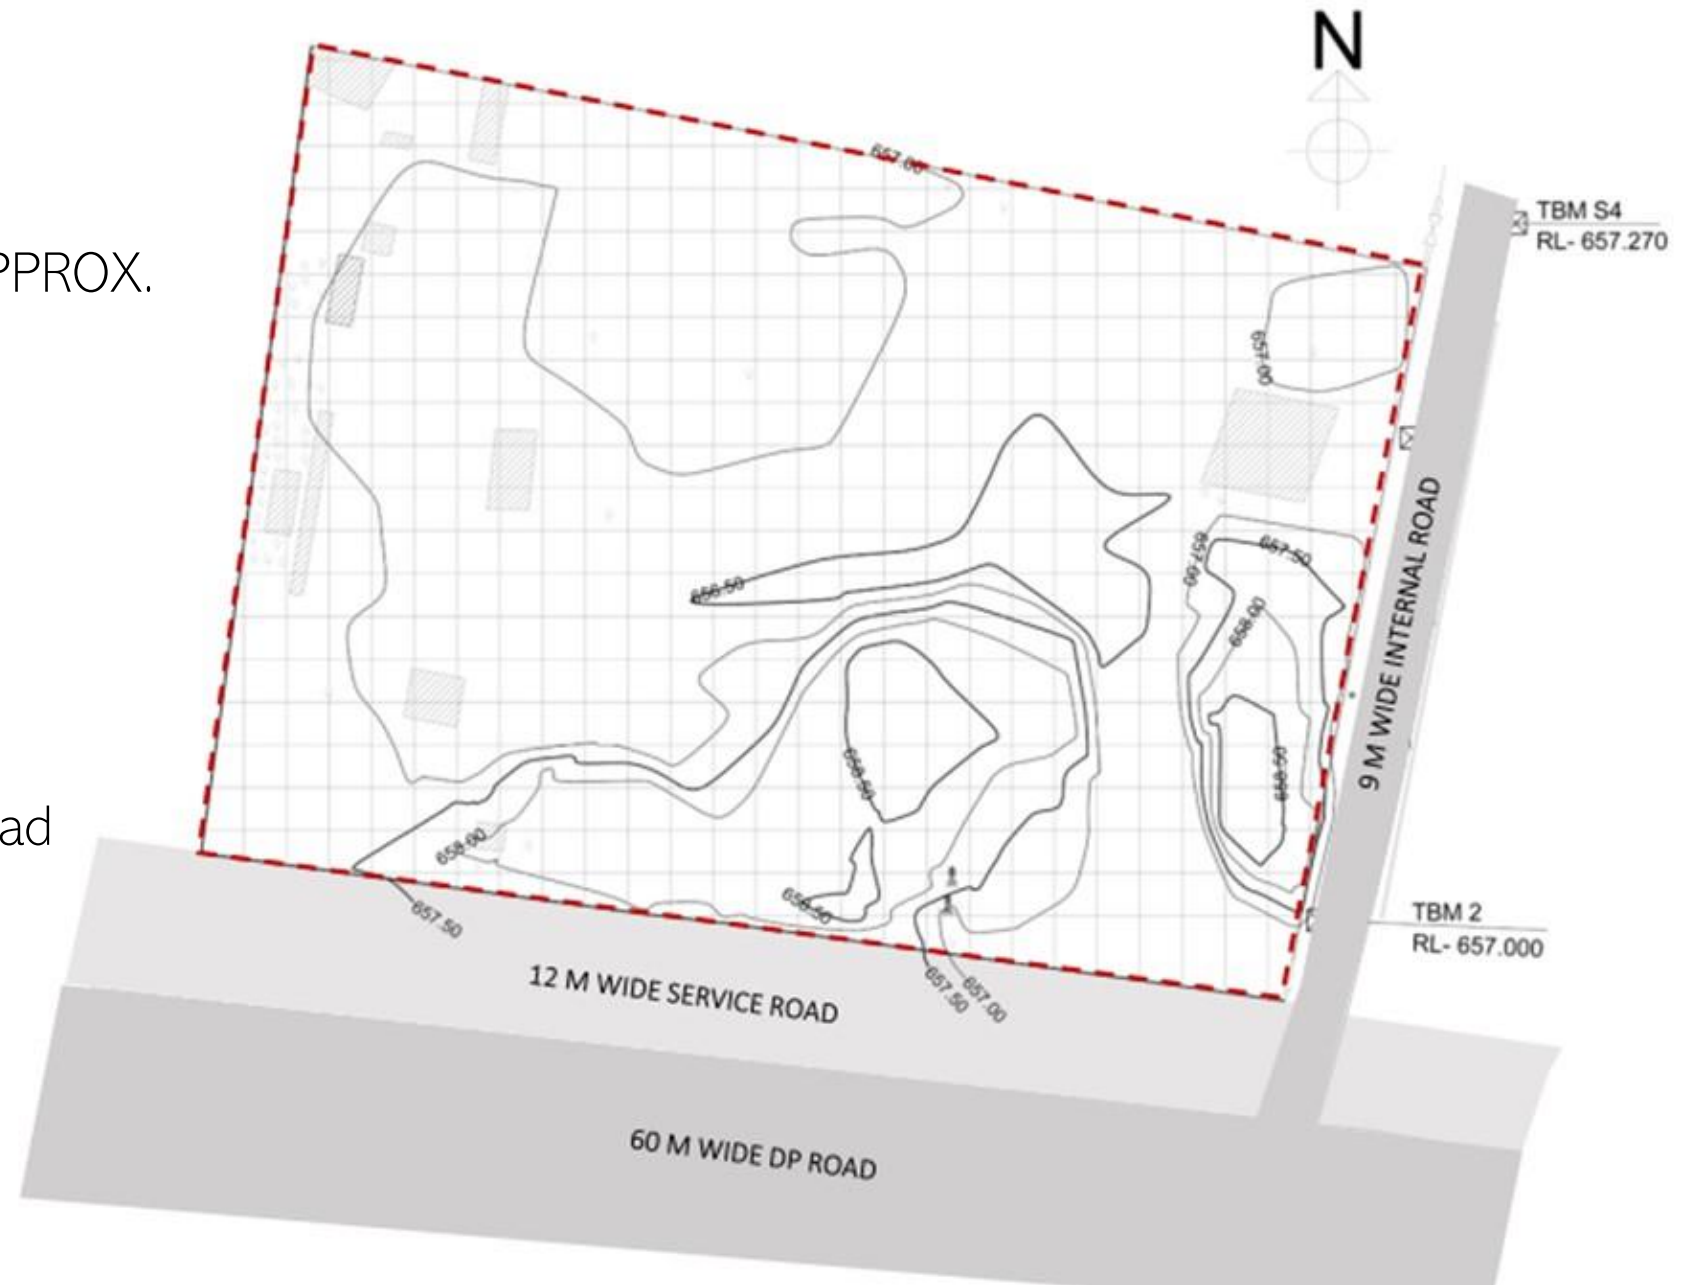 N
657.00
TBM S4
RL- 657.270
PPROX.
657.00
657.50
657.00
656.50
658.00
9 M WIDE INTERNAL ROAD
658.50
658.50
ad
658.00
658.50
657.50
TBM 2
RL- 657.000
657.50
657.00
12 M WIDE SERVICE ROAD
60 M WIDE DP ROAD